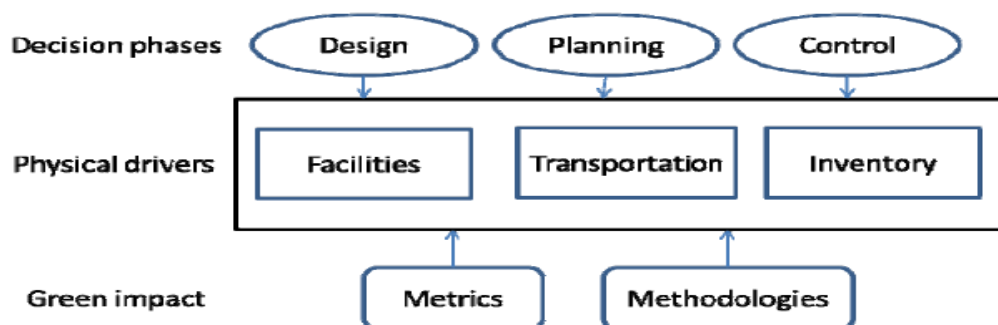 Decision phases Design Planning Control
Physical drivers Facilities Transportation Inventory
Green impact Metrics Methodologies